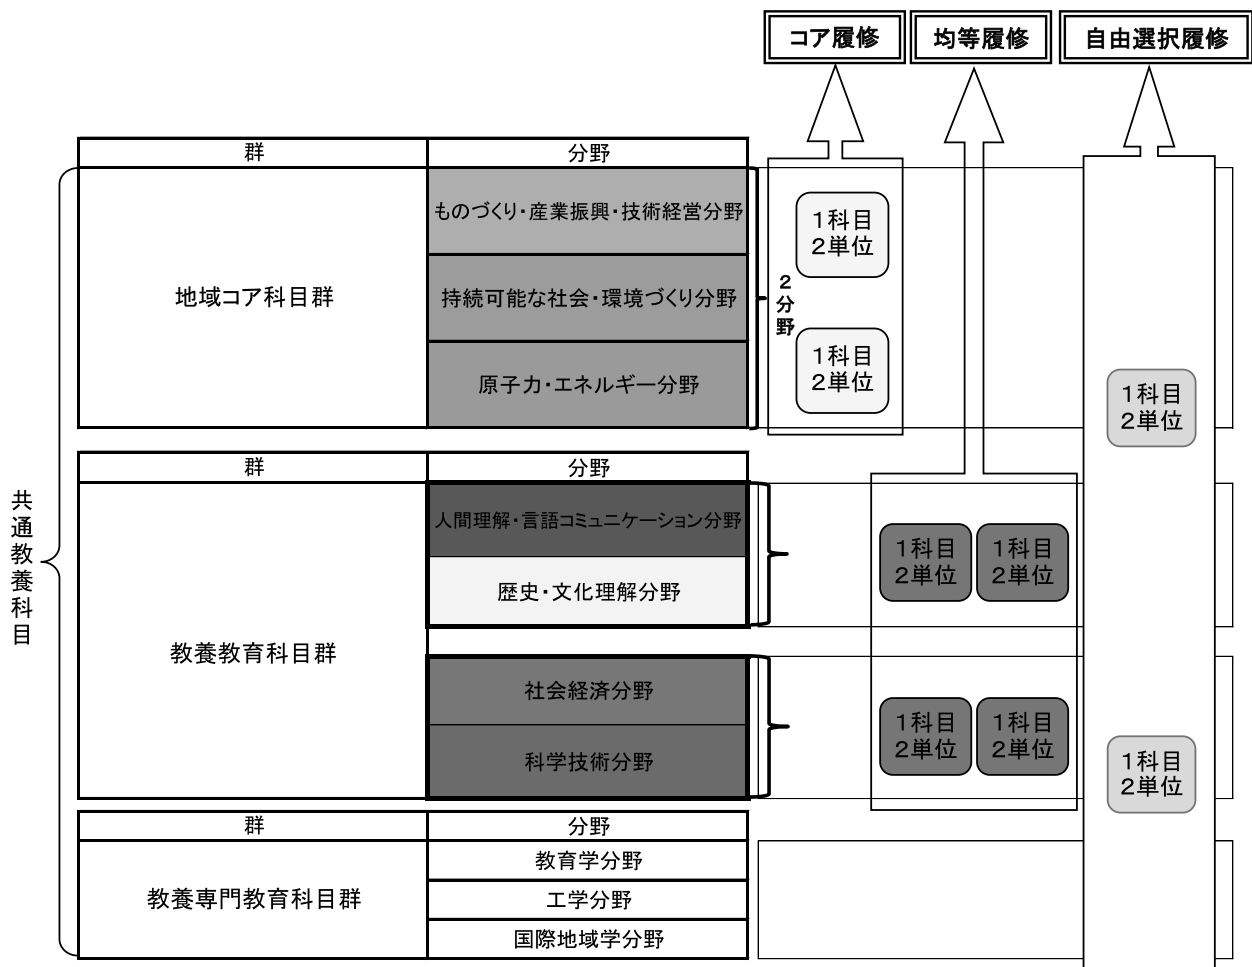 コア履修
均等履修
自由選択履修
共通教養科目
群
分野
地域コア科目群
ものづくり・産業振興・技術経営分野
持続可能な社会・環境づくり分野
原子力・エネルギー分野
2分野
1科目
2単位
1科目
2単位
1科目
2単位
群
分野
教養教育科目群
人間理解・言語コミュニケーション分野
歴史・文化理解分野
1科目
2単位
1科目
2単位
社会経済分野
科学技術分野
1科目
2単位
1科目
2単位
1科目
2単位
群
分野
教養専門教育科目群
教育学分野
工学分野
国際地域学分野